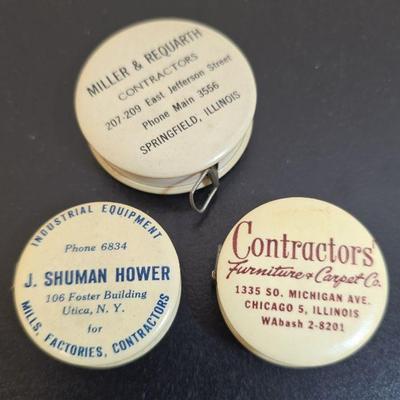 MILLER & REQUARTH
CONTRACTORS
207-209 East Jefferson Street
Phone Main 3556
SPRINGFIELD, ILLINOIS
INDUSTRIAL EQUIPMENT
Phone 6834
J. SHUMAN HOWER
106 Foster Building
Utica, N. Y.
for
MILLS, FACTORIES, CONTRACTORS
Contractors'
Furniture & Carpet Co.
1335 SO. MICHIGAN AVE.
CHICAGO 5, ILLINOIS
WAbash 2-8201